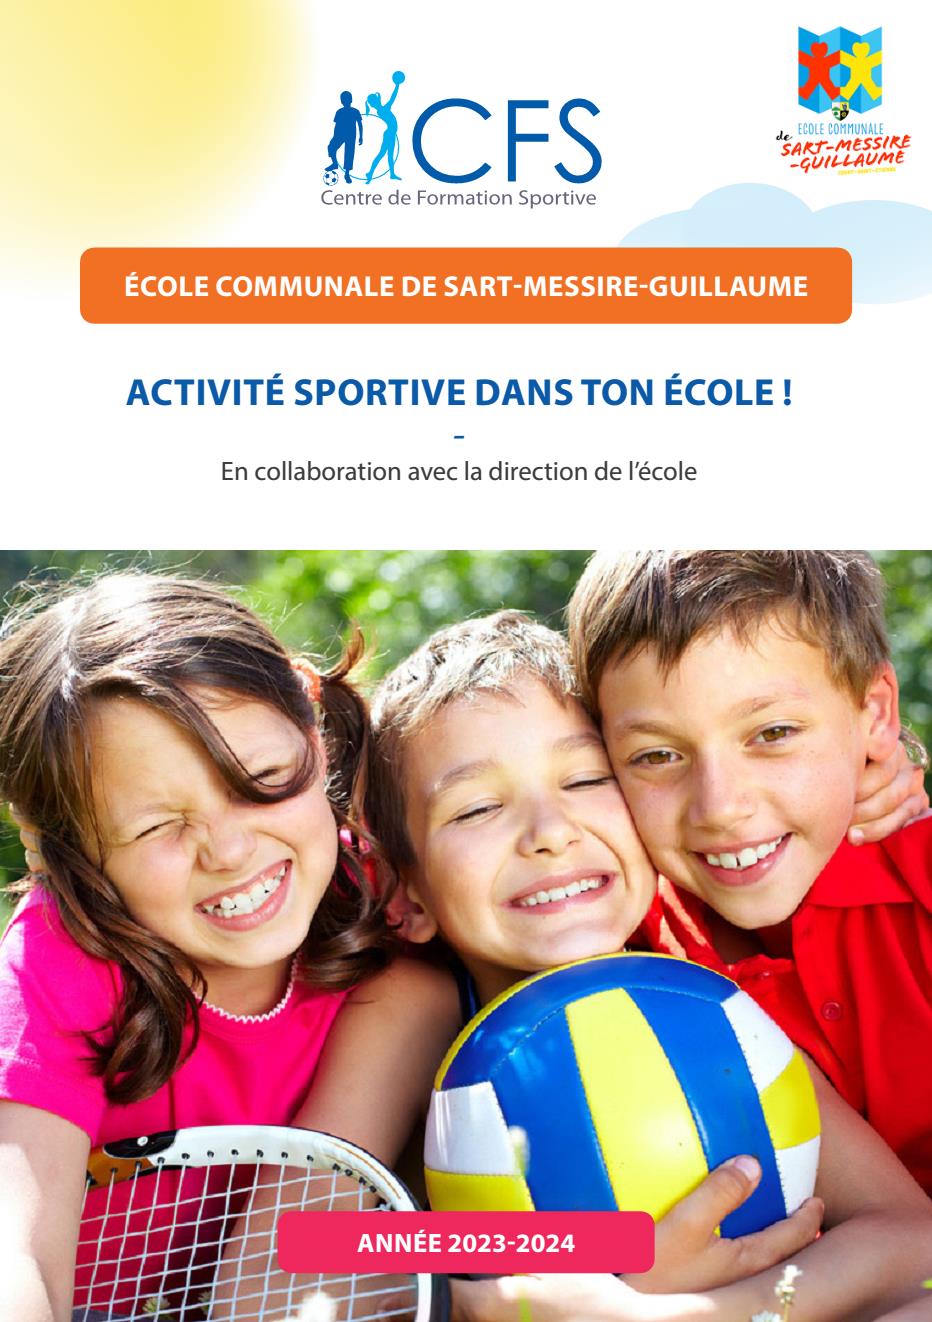 CFS
Centre de Formation Sportive
ECOLE COMMUNALE
de
SART-MESSIRE
-GUILLAUME
ÉCOLE COMMUNALE DE SART-MESSIRE-GUILLAUME
ACTIVITÉ SPORTIVE DANS TON ÉCOLE !
-
En collaboration avec la direction de l'école
ANNÉE 2023-2024